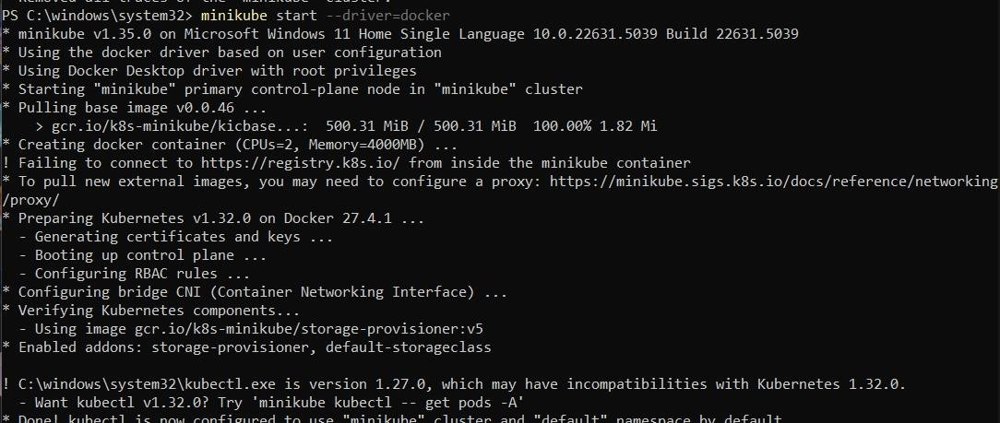 Removed all traces of the "minikube" cluster.
PS C:\windows\system32> minikube start --driver=docker
* minikube v1.35.0 on Microsoft Windows 11 Home Single Language 10.0.22631.5039 Build 22631.5039
* Using the docker driver based on user configuration
* Using Docker Desktop driver with root privileges
* Starting "minikube" primary control-plane node in "minikube" cluster
* Pulling base image v0.0.46 ...
    > gcr.io/k8s-minikube/kicbase...:  500.31 MiB / 500.31 MiB  100.00% 1.82 Mi
* Creating docker container (CPUs=2, Memory=4000MB) ...
! Failing to connect to https://registry.k8s.io/ from inside the minikube container
* To pull new external images, you may need to configure a proxy: https://minikube.sigs.k8s.io/docs/reference/networking
/proxy/
* Preparing Kubernetes v1.32.0 on Docker 27.4.1 ...
  - Generating certificates and keys ...
  - Booting up control plane ...
  - Configuring RBAC rules ...
* Configuring bridge CNI (Container Networking Interface) ...
* Verifying Kubernetes components...
  - Using image gcr.io/k8s-minikube/storage-provisioner:v5
* Enabled addons: storage-provisioner, default-storageclass
! C:\windows\system32\kubectl.exe is version 1.27.0, which may have incompatibilities with Kubernetes 1.32.0.
  - Want kubectl v1.32.0? Try 'minikube kubectl -- get pods -A'
* Done! kubectl is now configured to use "minikube" cluster and "default" namespace by default